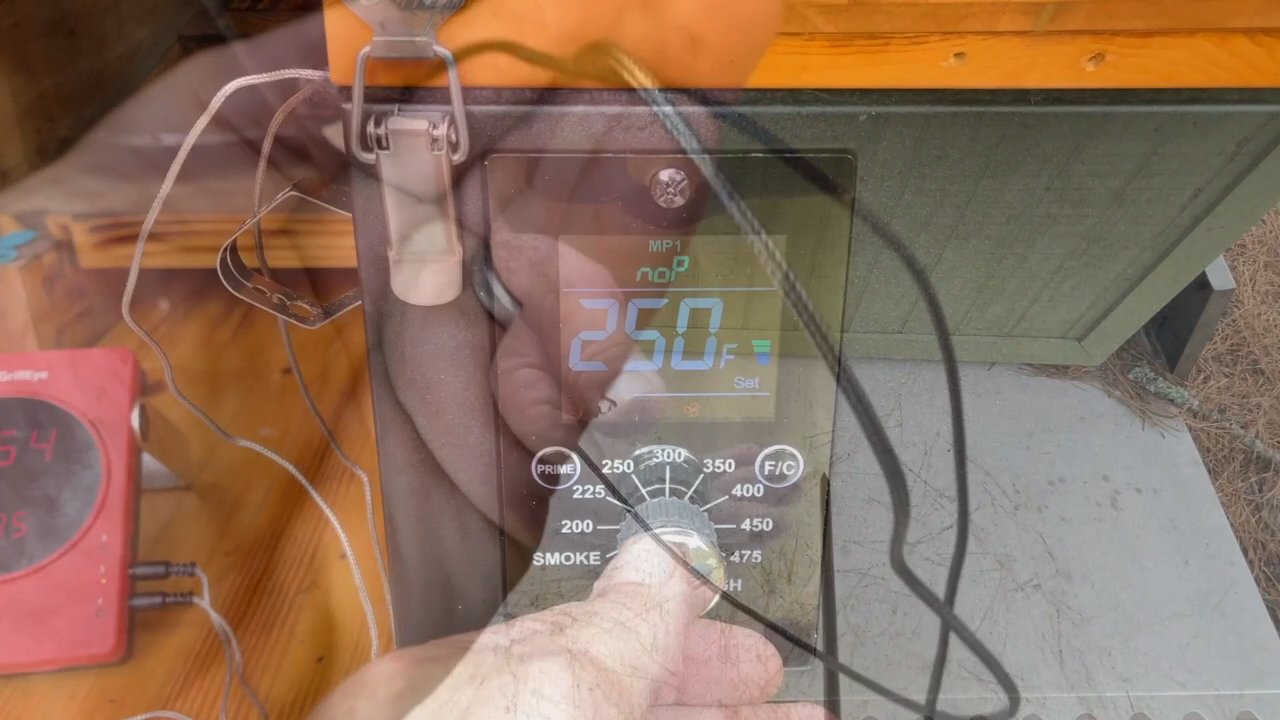 MP1
noP
250F
Set
PRIME
250
300
350
F/C
225
400
200
450
SMOKE
475
GrillEye